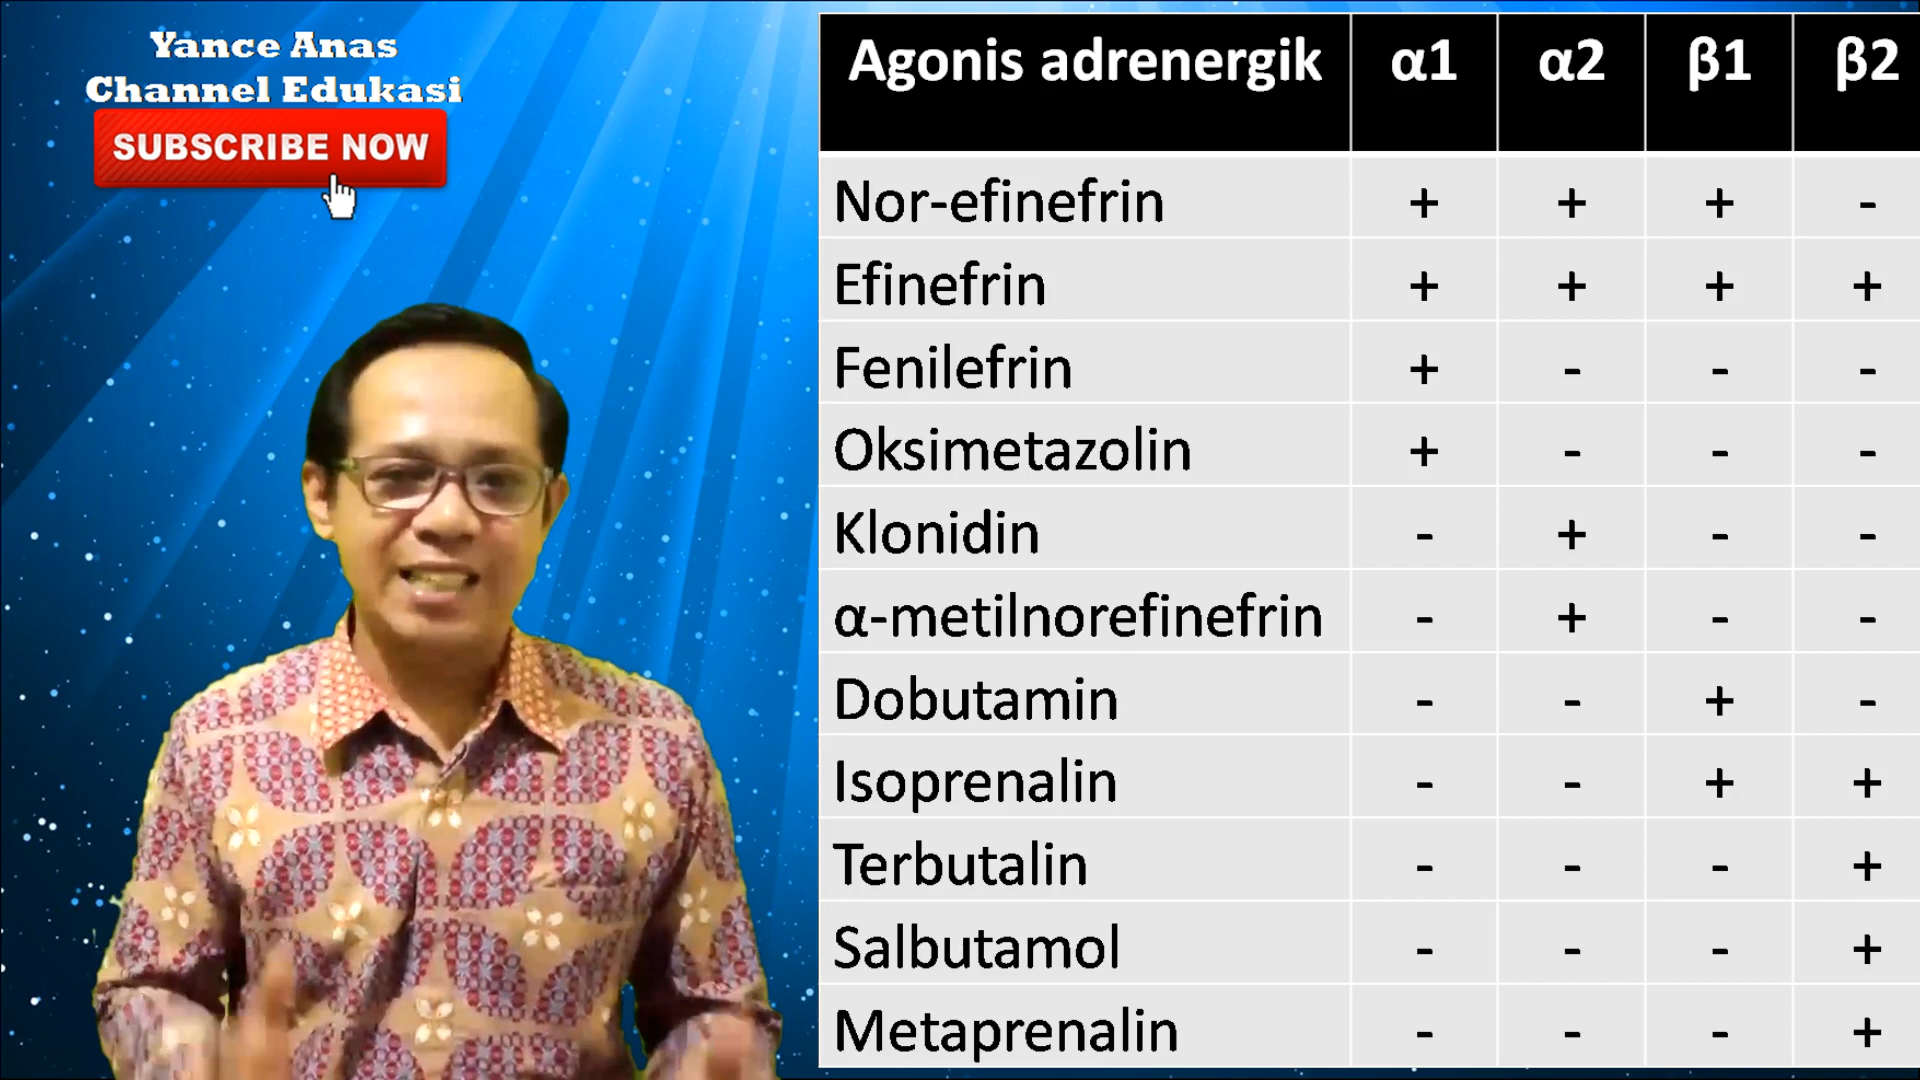 Yance Anas
Channel Edukasi
SUBSCRIBE NOW
Agonis adrenergik α1 α2 β1 β2
Nor-efinefrin + + + -
Efinefrin + + + +
Fenilefrin + - - -
Oksimetazolin + - - -
Klonidin - + - -
α-metilnorefinefrin - + - -
Dobutamin - - + -
Isoprenalin - - + +
Terbutalin - - - +
Salbutamol - - - +
Metaprenalin - - - +